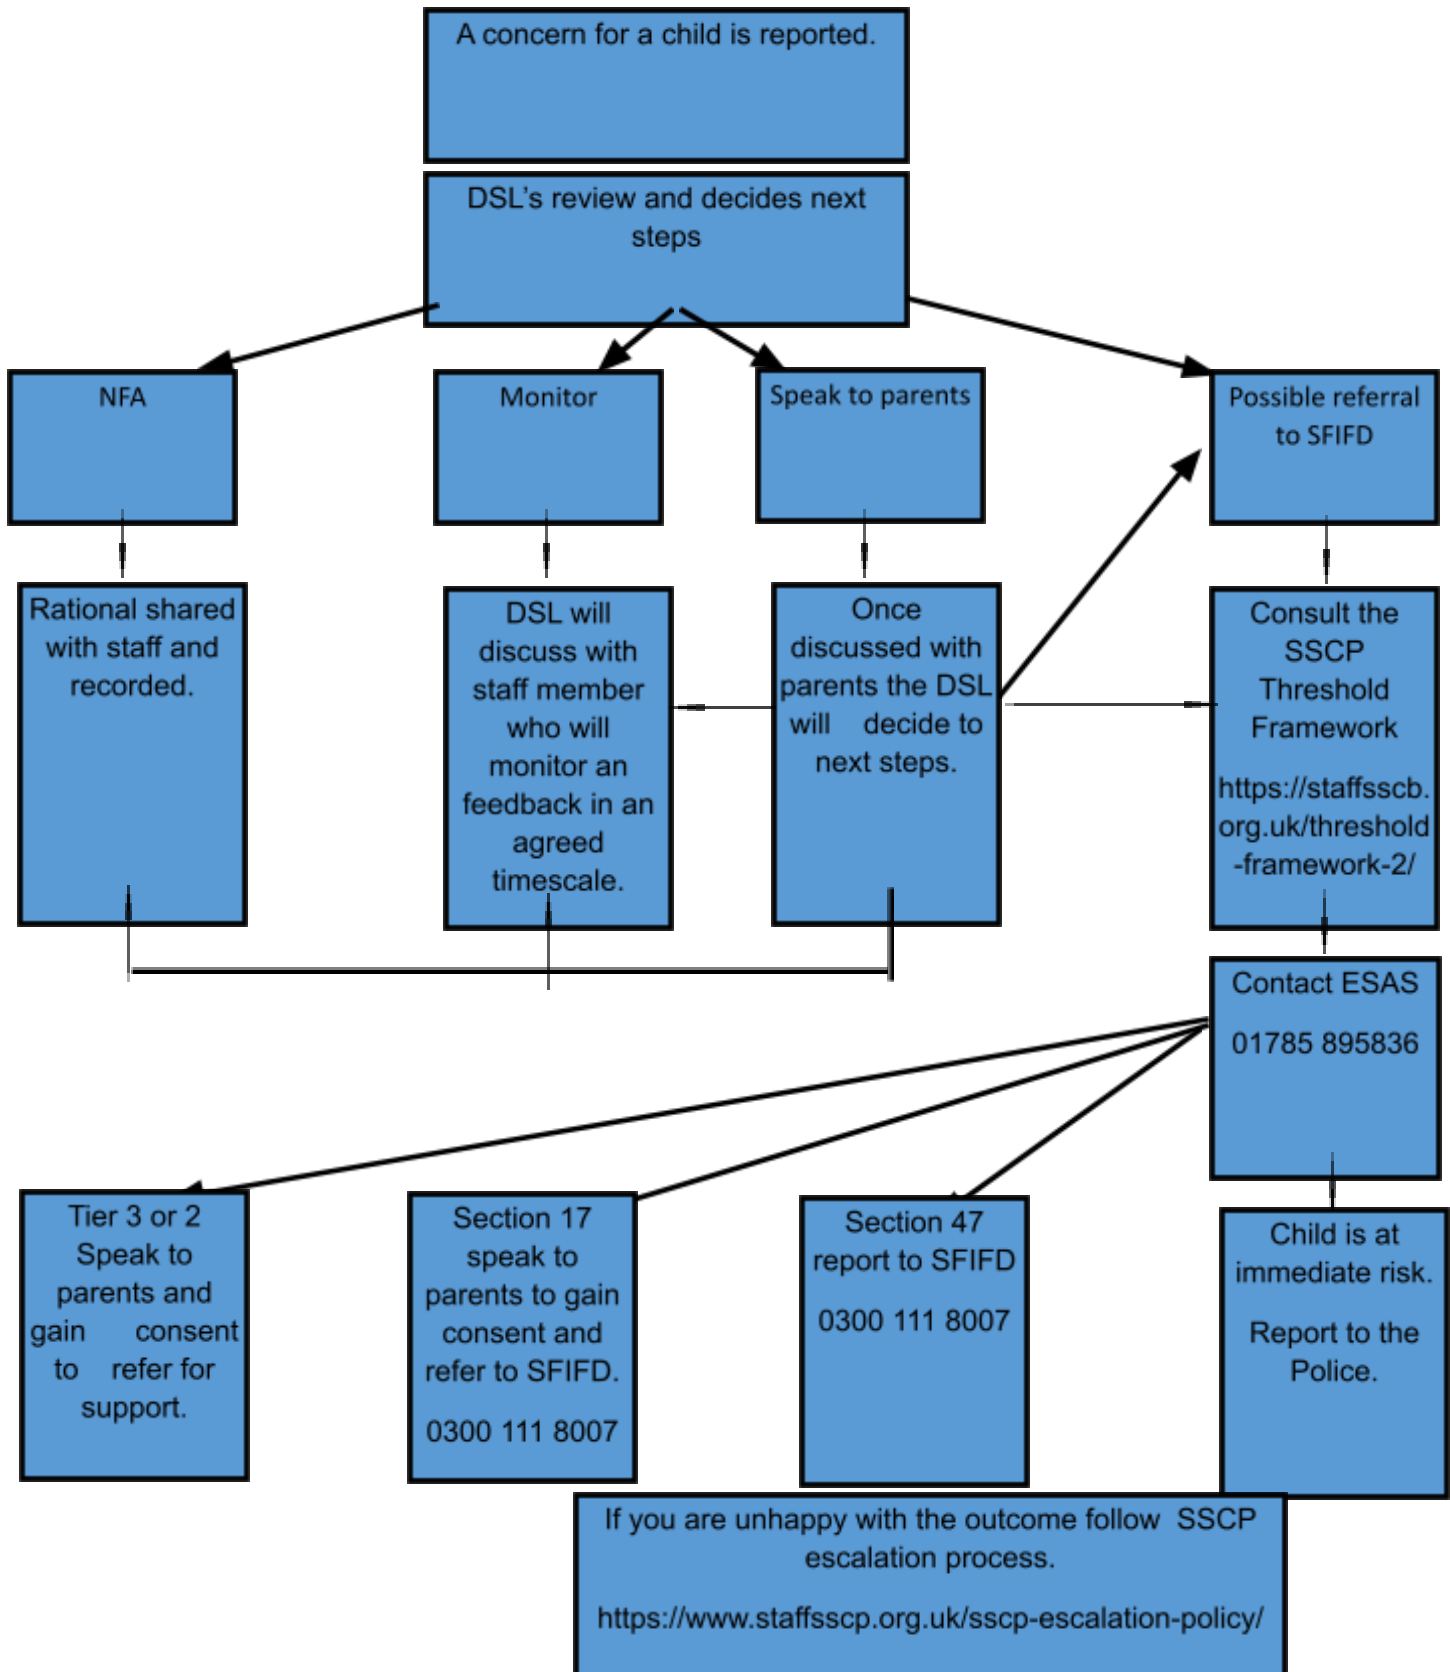 A concern for a child is reported.
DSL's review and decides next
steps
NFA
Monitor
Speak to parents
Possible referral
to SFIFD
Rational shared
with staff and
recorded.
DSL will
discuss with
staff member
who will
monitor an
feedback in an
agreed
timescale.
Once
discussed with
parents the DSL
will decide to
next steps.
Consult the
SSCP
Threshold
Framework
https://staffsscb.
org.uk/threshold
-framework-2/
Contact ESAS
01785 895836
Tier 3 or 2
Speak to
parents and
gain consent
to refer for
support.
Section 17
speak to
parents to gain
consent and
refer to SFIFD.
0300 111 8007
Section 47
report to SFIFD
0300 111 8007
Child is at
immediate risk.
Report to the
Police.
If you are unhappy with the outcome follow SSCP
escalation process.
https://www.staffsscp.org.uk/sscp-escalation-policy/